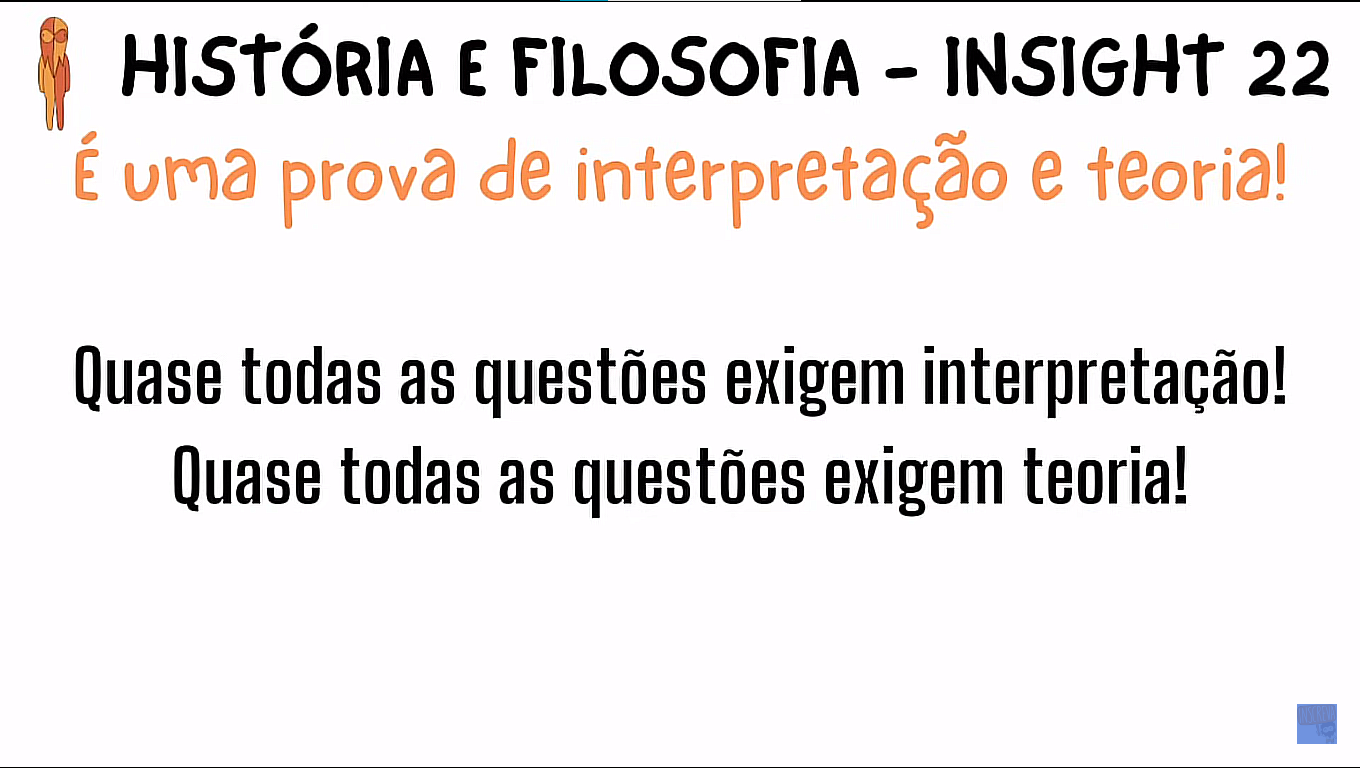 HISTÓRIA E FILOSOFIA - INSIGHT 22
É uma prova de interpretação e teoria!
Quase todas as questões exigem interpretação!
Quase todas as questões exigem teoria!